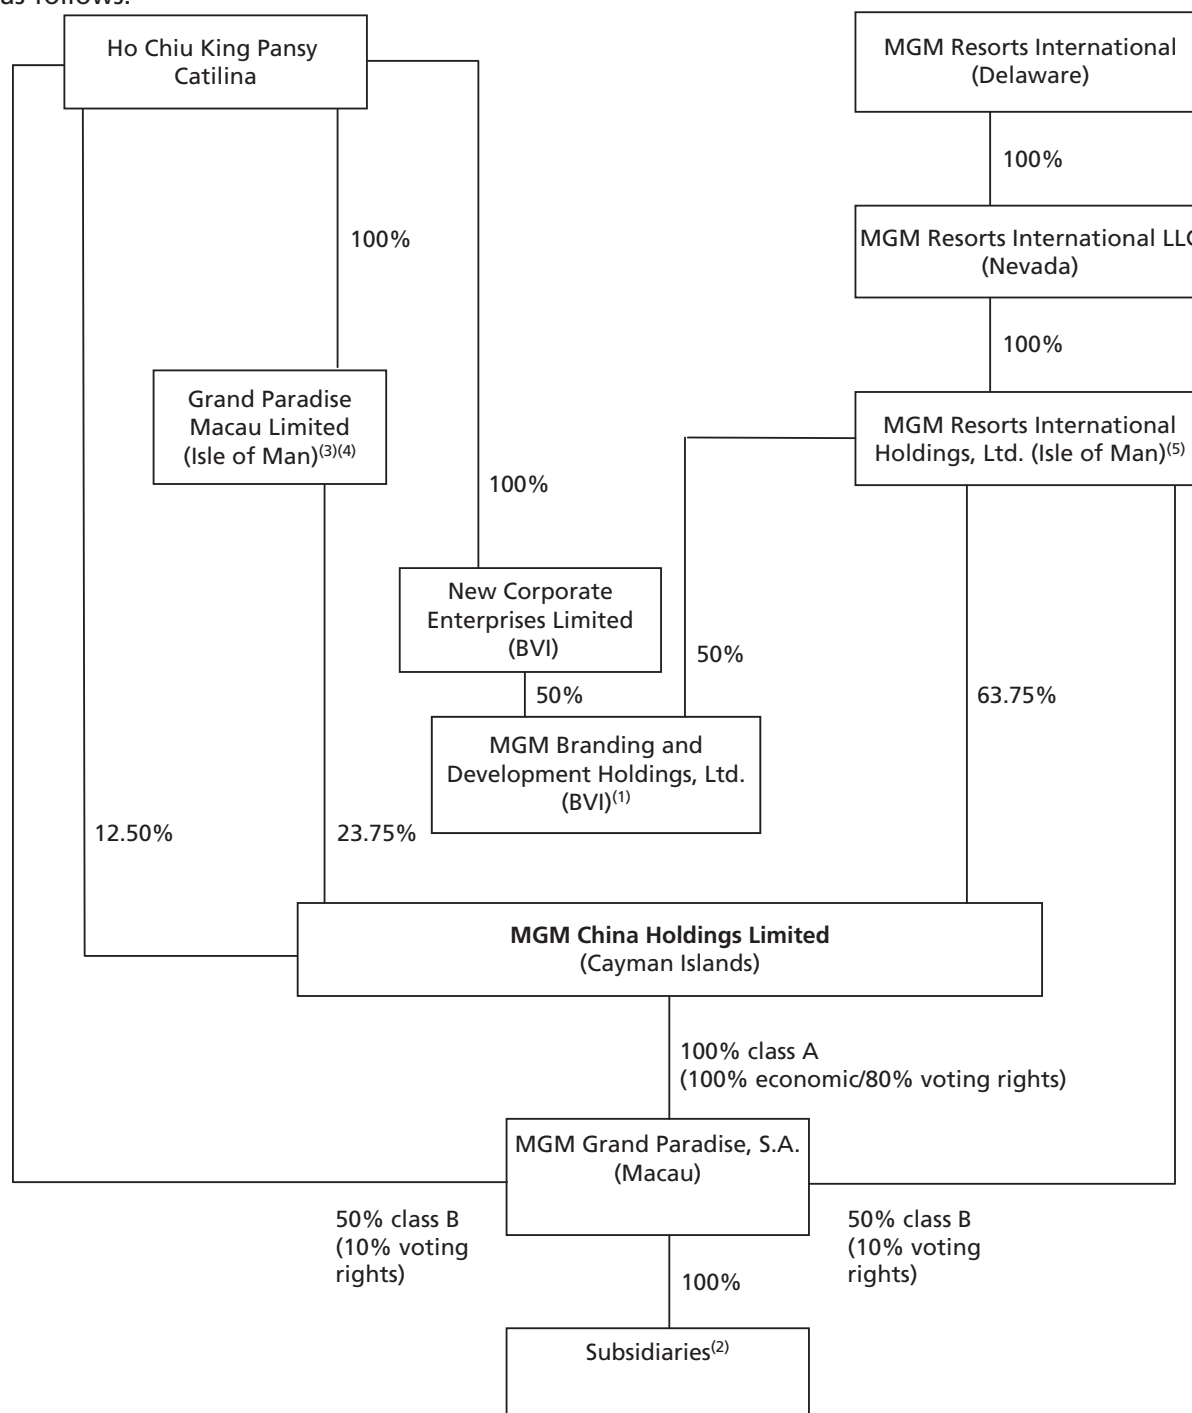 as follows:
Ho Chiu King Pansy
Catilina
MGM Resorts International
(Delaware)
100%
MGM Resorts International LLC
(Nevada)
100%
100%
Grand Paradise
Macau Limited
(Isle of Man)(3)(4)
MGM Resorts International
Holdings, Ltd. (Isle of Man)(5)
100%
New Corporate
Enterprises Limited
(BVI)
50%
50%
63.75%
MGM Branding and
Development Holdings, Ltd.
(BVI)(1)
12.50%
23.75%
MGM China Holdings Limited
(Cayman Islands)
100% class A
(100% economic/80% voting rights)
MGM Grand Paradise, S.A.
(Macau)
50% class B
(10% voting
rights)
50% class B
(10% voting
rights)
100%
Subsidiaries(2)